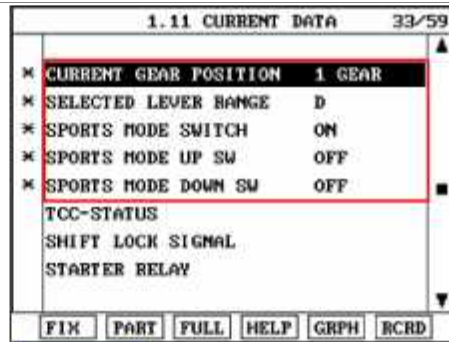 1.11 CURRENT DATA 33/59
× CURRENT GEAR POSITION 1 GEAR
× SELECTED LEVER RANGE D
× SPORTS MODE SWITCH ON
× SPORTS MODE UP SW OFF
× SPORTS MODE DOWN SW OFF
TCC-STATUS
SHIFT LOCK SIGNAL
STARTER RELAY
FIX PART FULL HELP GRPH RCRD